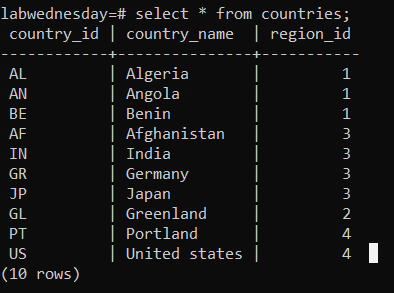 labwednesday=# select * from countries;
country_id | country_name | region_id
------------+---------------+-----------
AL | Algeria | 1
AN | Angola | 1
BE | Benin | 1
AF | Afghanistan | 3
IN | India | 3
GR | Germany | 3
JP | Japan | 3
GL | Greenland | 2
PT | Portland | 4
US | United states | 4
(10 rows)